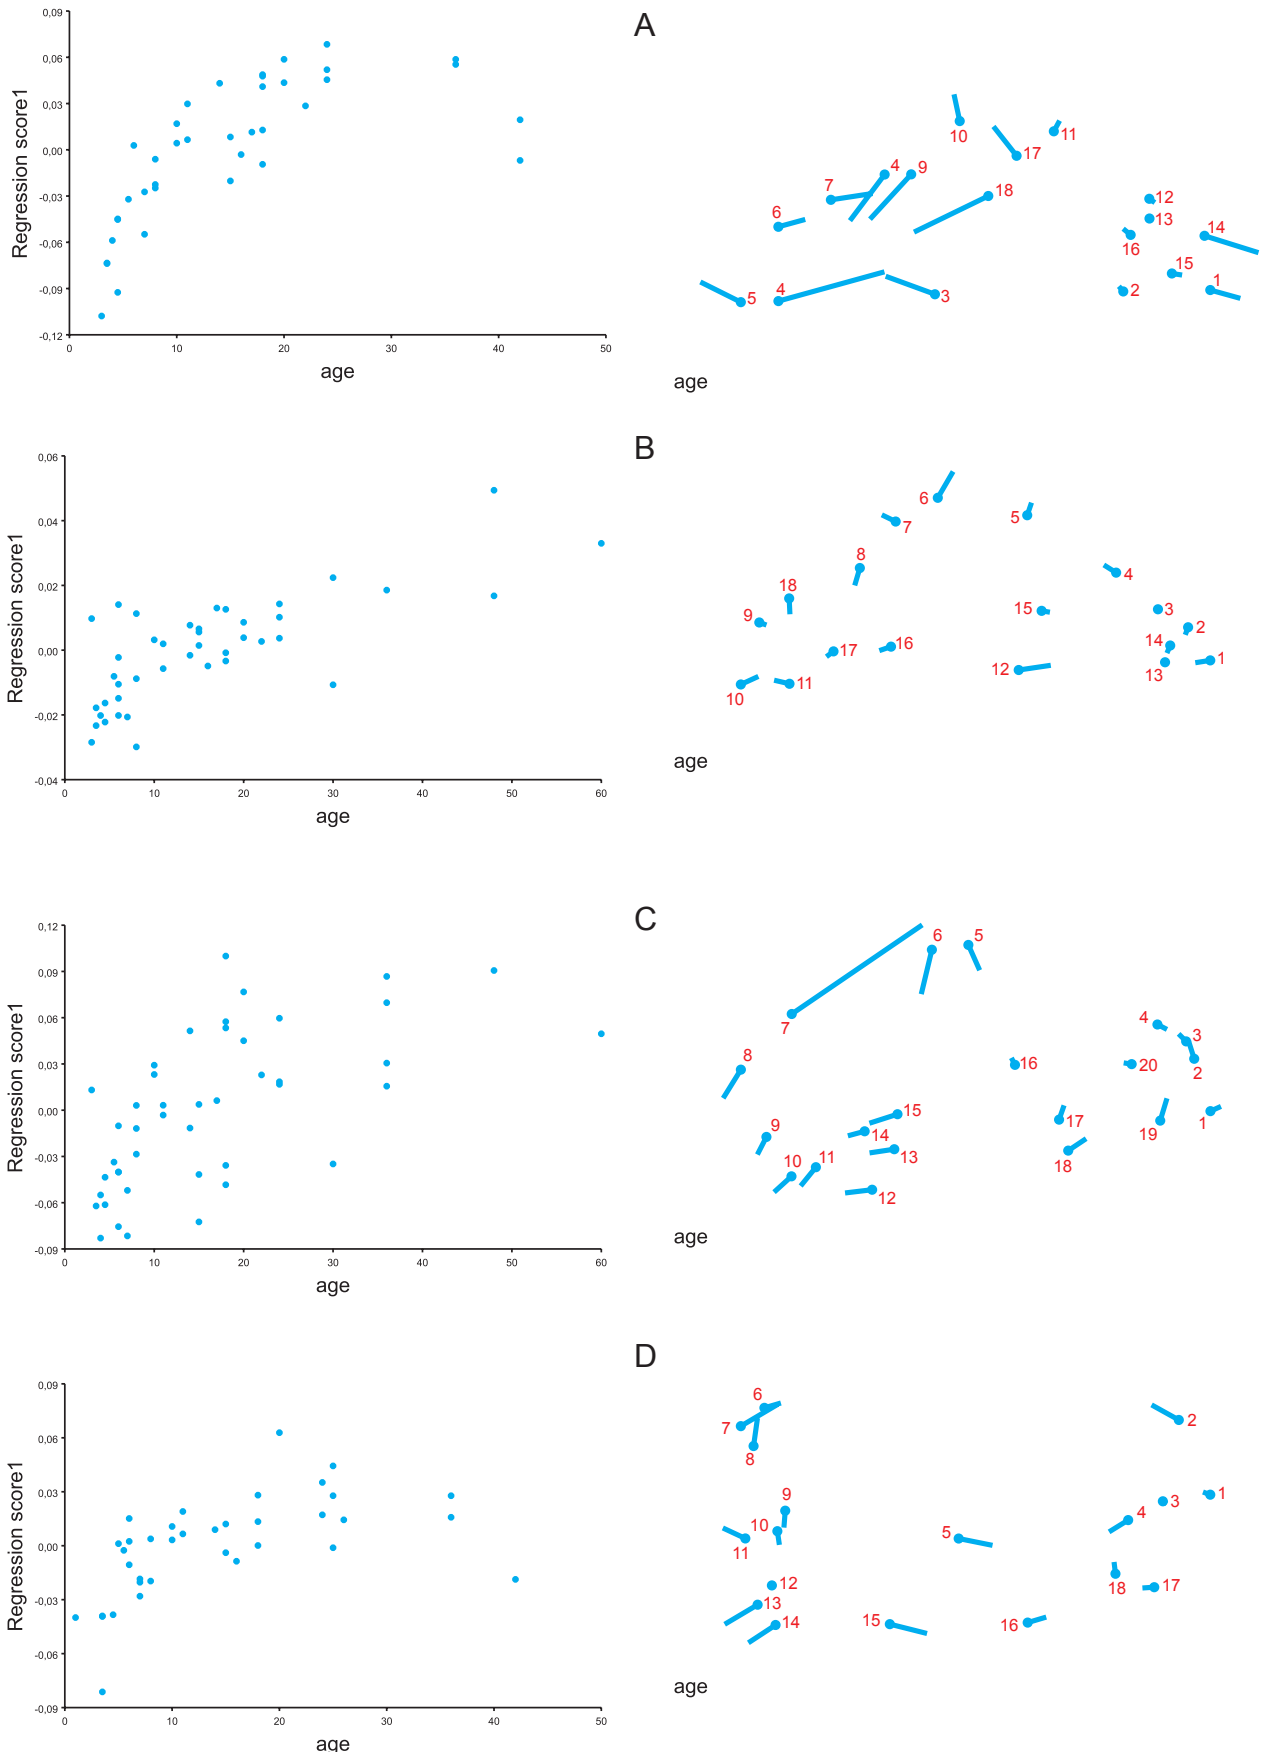 A
0,09
0,06
0,03
0,00
-0,03
-0,06
-0,09
-0,12
Regression score1
0 10 20 30 40 50
age
10 11
17
4 9
7 18
6
12
13
14
16
15
5 4 3 2 1
age
B
0,06
0,04
0,02
0,00
-0,02
-0,04
Regression score1
0 10 20 30 40 50 60
age
6
5
7
8
4
18
9 15 3
2
17 16 14
12 13 1
10 11
age
C
0,12
0,09
0,06
0,03
0,00
-0,03
-0,06
-0,09
Regression score1
0 10 20 30 40 50 60
age
6 5
7 4
3
8 16 20 2
15
9 14 17 19 1
10 11 13 18
12
age
D
0,09
0,06
0,03
0,00
-0,03
-0,06
-0,09
Regression score1
0 10 20 30 40 50
age
6
7 2
8
9 1
3
10 4
11 5
12 18 17
13
14 15 16
age